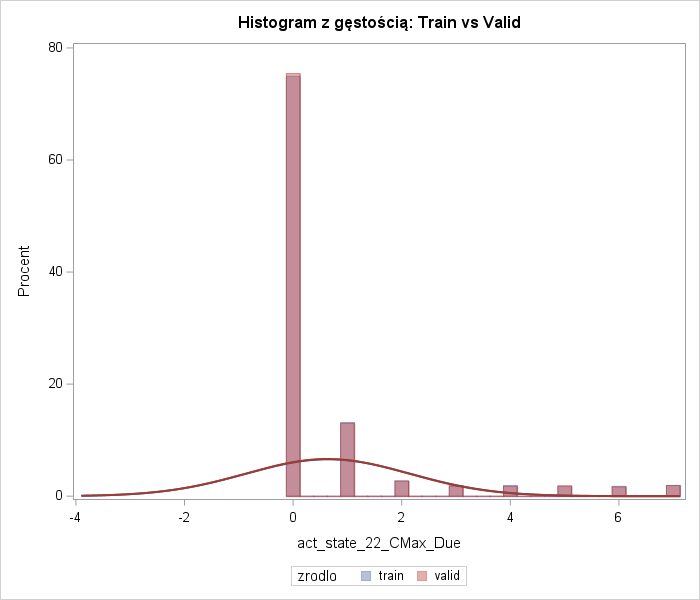 Histogram z gęstością: Train vs Valid
80
60
40
20
0
Procent
-4 -2 0 2 4 6
act_state_22_CMax_Due
zrodlo train valid